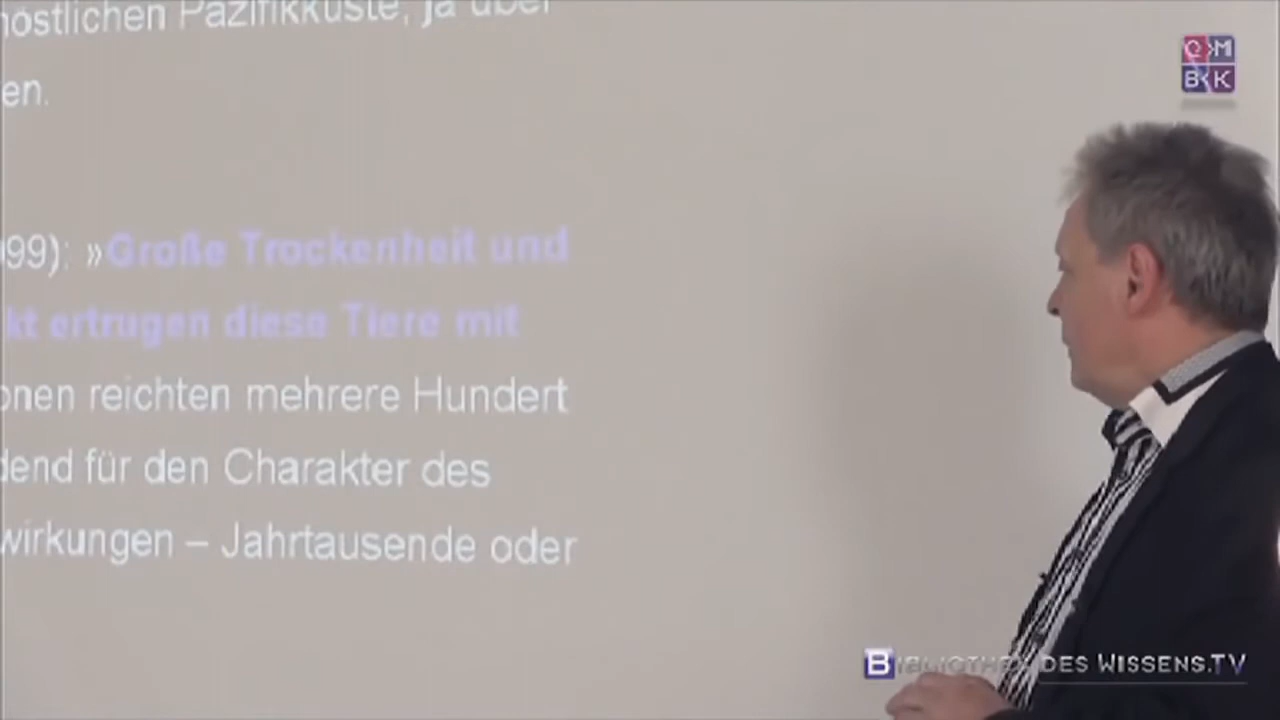 östlichen Pazifikküste, ja über
en.
99): »Große Trockenheit und
kt ertrugen diese Tiere mit
onen reichten mehrere Hundert
dend für den Charakter des
wirkungen – Jahrtausende oder
Q›M
B‹K
BIBLIOTHEK DES WISSENS.TV